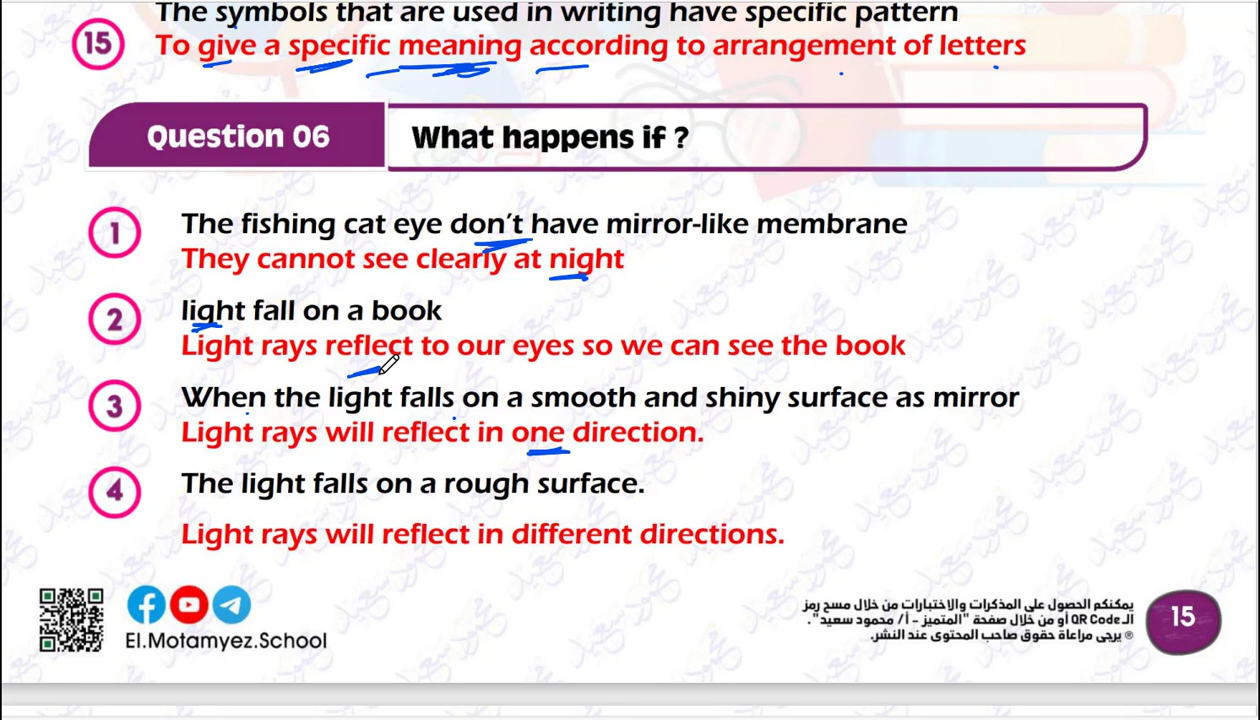 The symbols that are used in writing have specific pattern
15 To give a specific meaning according to arrangement of letters
Question 06 What happens if ?
1 The fishing cat eye don't have mirror-like membrane
They cannot see clearly at night
2 light fall on a book
Light rays reflect to our eyes so we can see the book
3 When the light falls on a smooth and shiny surface as mirror
Light rays will reflect in one direction.
4 The light falls on a rough surface.
Light rays will reflect in different directions.
El.Motamyez.School
يمكنكم الحصول على المذكرات والاختبارات من خلال مسح رمز
الـ QR Code أو من خلال صفحة "المتميز - أ/ محمود سعيد".
® يرجى مراعاة حقوق صاحب المحتوى عند النشر.
15